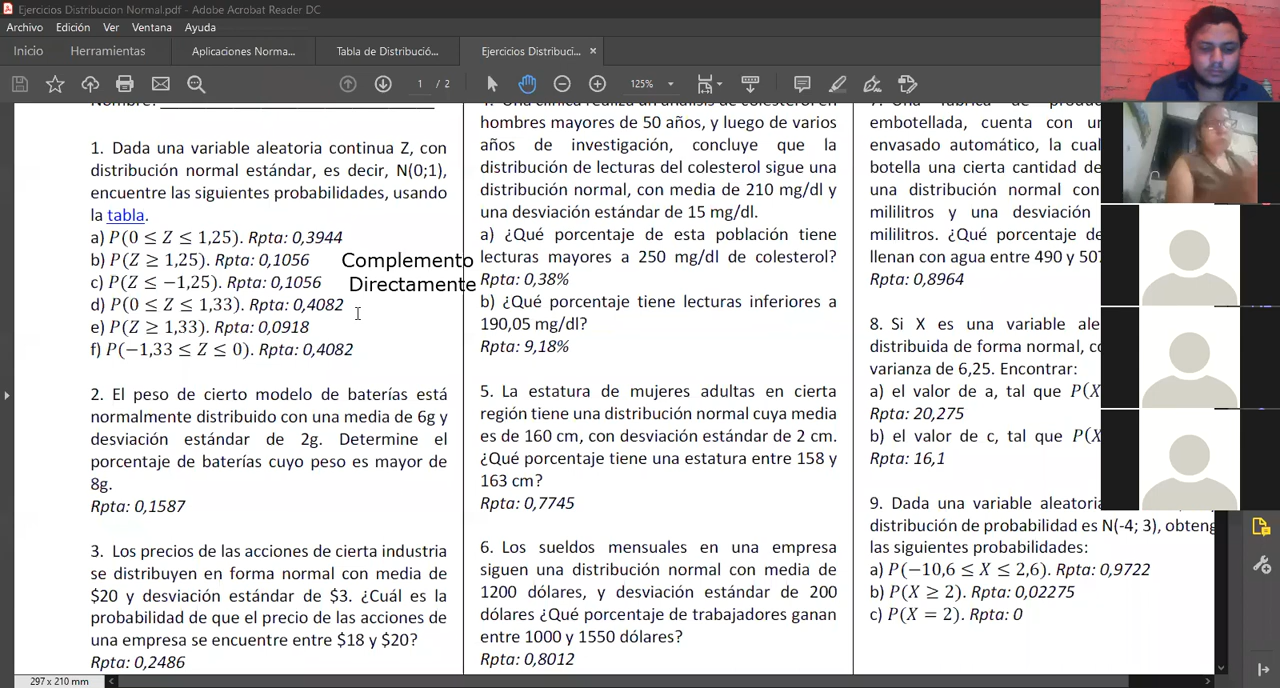 Ejercicios Distribucion Normal.pdf - Adobe Acrobat Reader DC
Archivo Edición Ver Ventana Ayuda
Inicio Herramientas Aplicaciones Norma... Tabla de Distribució... Ejercicios Distribuci... ×
1 / 2 125%
1. Dada una variable aleatoria continua Z, con
distribución normal estándar, es decir, N(0;1),
encuentre las siguientes probabilidades, usando
la tabla.
a) P(0 ≤ Z ≤ 1,25). Rpta: 0,3944
b) P(Z ≥ 1,25). Rpta: 0,1056
Complemento
c) P(Z ≤ −1,25). Rpta: 0,1056
Directamente
d) P(0 ≤ Z ≤ 1,33). Rpta: 0,4082
e) P(Z ≥ 1,33). Rpta: 0,0918
f) P(−1,33 ≤ Z ≤ 0). Rpta: 0,4082
2. El peso de cierto modelo de baterías está
normalmente distribuido con una media de 6g y
desviación estándar de 2g. Determine el
porcentaje de baterías cuyo peso es mayor de
8g.
Rpta: 0,1587
3. Los precios de las acciones de cierta industria
se distribuyen en forma normal con media de
$20 y desviación estándar de $3. ¿Cuál es la
probabilidad de que el precio de las acciones de
una empresa se encuentre entre $18 y $20?
Rpta: 0,2486
hombres mayores de 50 años, y luego de varios
años de investigación, concluye que la
distribución de lecturas del colesterol sigue una
distribución normal, con media de 210 mg/dl y
una desviación estándar de 15 mg/dl.
a) ¿Qué porcentaje de esta población tiene
lecturas mayores a 250 mg/dl de colesterol?
Rpta: 0,38%
b) ¿Qué porcentaje tiene lecturas inferiores a
190,05 mg/dl?
Rpta: 9,18%
5. La estatura de mujeres adultas en cierta
región tiene una distribución normal cuya media
es de 160 cm, con desviación estándar de 2 cm.
¿Qué porcentaje tiene una estatura entre 158 y
163 cm?
Rpta: 0,7745
6. Los sueldos mensuales en una empresa
siguen una distribución normal con media de
1200 dólares, y desviación estándar de 200
dólares ¿Qué porcentaje de trabajadores ganan
entre 1000 y 1550 dólares?
Rpta: 0,8012
embotellada, cuenta con un
envasado automático, la cual
botella una cierta cantidad de
una distribución normal con
mililitros y una desviación
mililitros. ¿Qué porcentaje de
llenan con agua entre 490 y 507
Rpta: 0,8964
8. Si X es una variable ale
distribuida de forma normal, co
varianza de 6,25. Encontrar:
a) el valor de a, tal que P(X
Rpta: 20,275
b) el valor de c, tal que P(X
Rpta: 16,1
9. Dada una variable aleatoria
distribución de probabilidad es N(-4; 3), obteng
las siguientes probabilidades:
a) P(−10,6 ≤ X ≤ 2,6). Rpta: 0,9722
b) P(X ≥ 2). Rpta: 0,02275
c) P(X = 2). Rpta: 0
297 x 210 mm